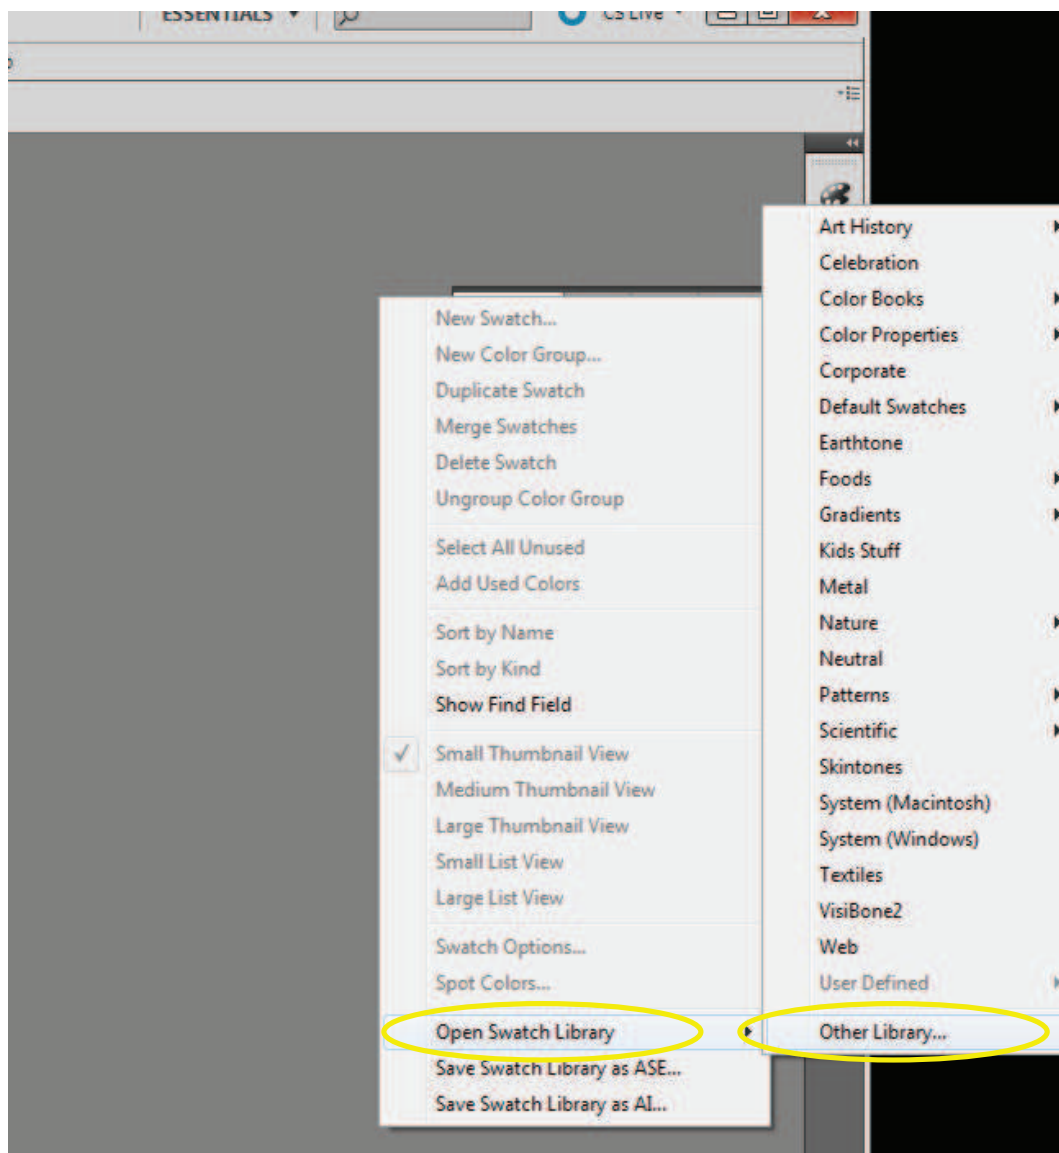 ESSENTIALS
CS Live
New Swatch...
New Color Group...
Duplicate Swatch
Merge Swatches
Delete Swatch
Ungroup Color Group
Select All Unused
Add Used Colors
Sort by Name
Sort by Kind
Show Find Field
Small Thumbnail View
Medium Thumbnail View
Large Thumbnail View
Small List View
Large List View
Swatch Options...
Spot Colors...
Open Swatch Library
Save Swatch Library as ASE...
Save Swatch Library as AI...
Art History
Celebration
Color Books
Color Properties
Corporate
Default Swatches
Earthtone
Foods
Gradients
Kids Stuff
Metal
Nature
Neutral
Patterns
Scientific
Skintones
System (Macintosh)
System (Windows)
Textiles
VisiBone2
Web
User Defined
Other Library...